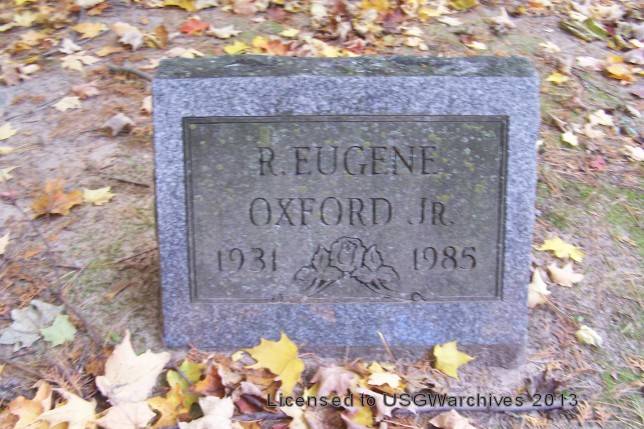 R. EUGENE
OXFORD JR.
1931 1985
Licensed to USGWarchives 2013